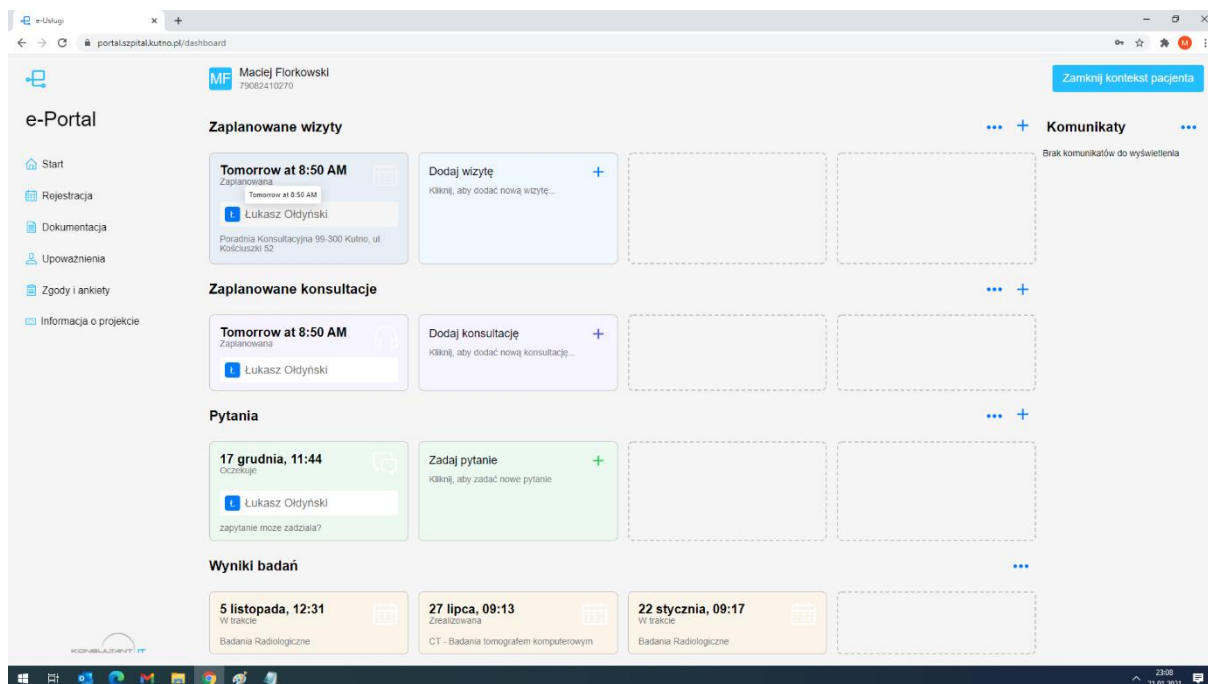 e-Usługi
portal.szpital.kutno.pl/dashboard
M
MF
Maciej Florkowski
79082410270
Zamknij kontekst pacjenta
e-Portal
Start
Rejestracja
Dokumentacja
Upoważnienia
Zgody i ankiety
Informacja o projekcie
Zaplanowane wizyty
Tomorrow at 8:50 AM
Zaplanowana
Tomorrow at 8:50 AM
Ł Łukasz Ołdyński
Poradnia Konsultacyjna 99-300 Kutno, ul.
Kościuszki 52
Dodaj wizytę
Kliknij, aby dodać nową wizytę...
Komunikaty
Brak komunikatów do wyświetlenia
Zaplanowane konsultacje
Tomorrow at 8:50 AM
Zaplanowana
Ł Łukasz Ołdyński
Dodaj konsultację
Kliknij, aby dodać nową konsultację...
Pytania
17 grudnia, 11:44
Oczekuje
Ł Łukasz Ołdyński
zapytanie moze zadziala?
Zadaj pytanie
Kliknij, aby zadać nowe pytanie
Wyniki badań
5 listopada, 12:31
W trakcie
Badania Radiologiczne
27 lipca, 09:13
Zrealizowana
CT - Badania tomografem komputerowym
22 stycznia, 09:17
W trakcie
Badania Radiologiczne
KONSULTANT IT
23:08
21.01.2021